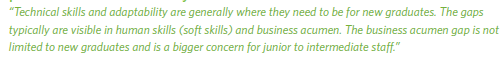 “Technical skills and adaptability are generally where they need to be for new graduates. The gaps
typically are visible in human skills (soft skills) and business acumen. The business acumen gap is not
limited to new graduates and is a bigger concern for junior to intermediate staff.”